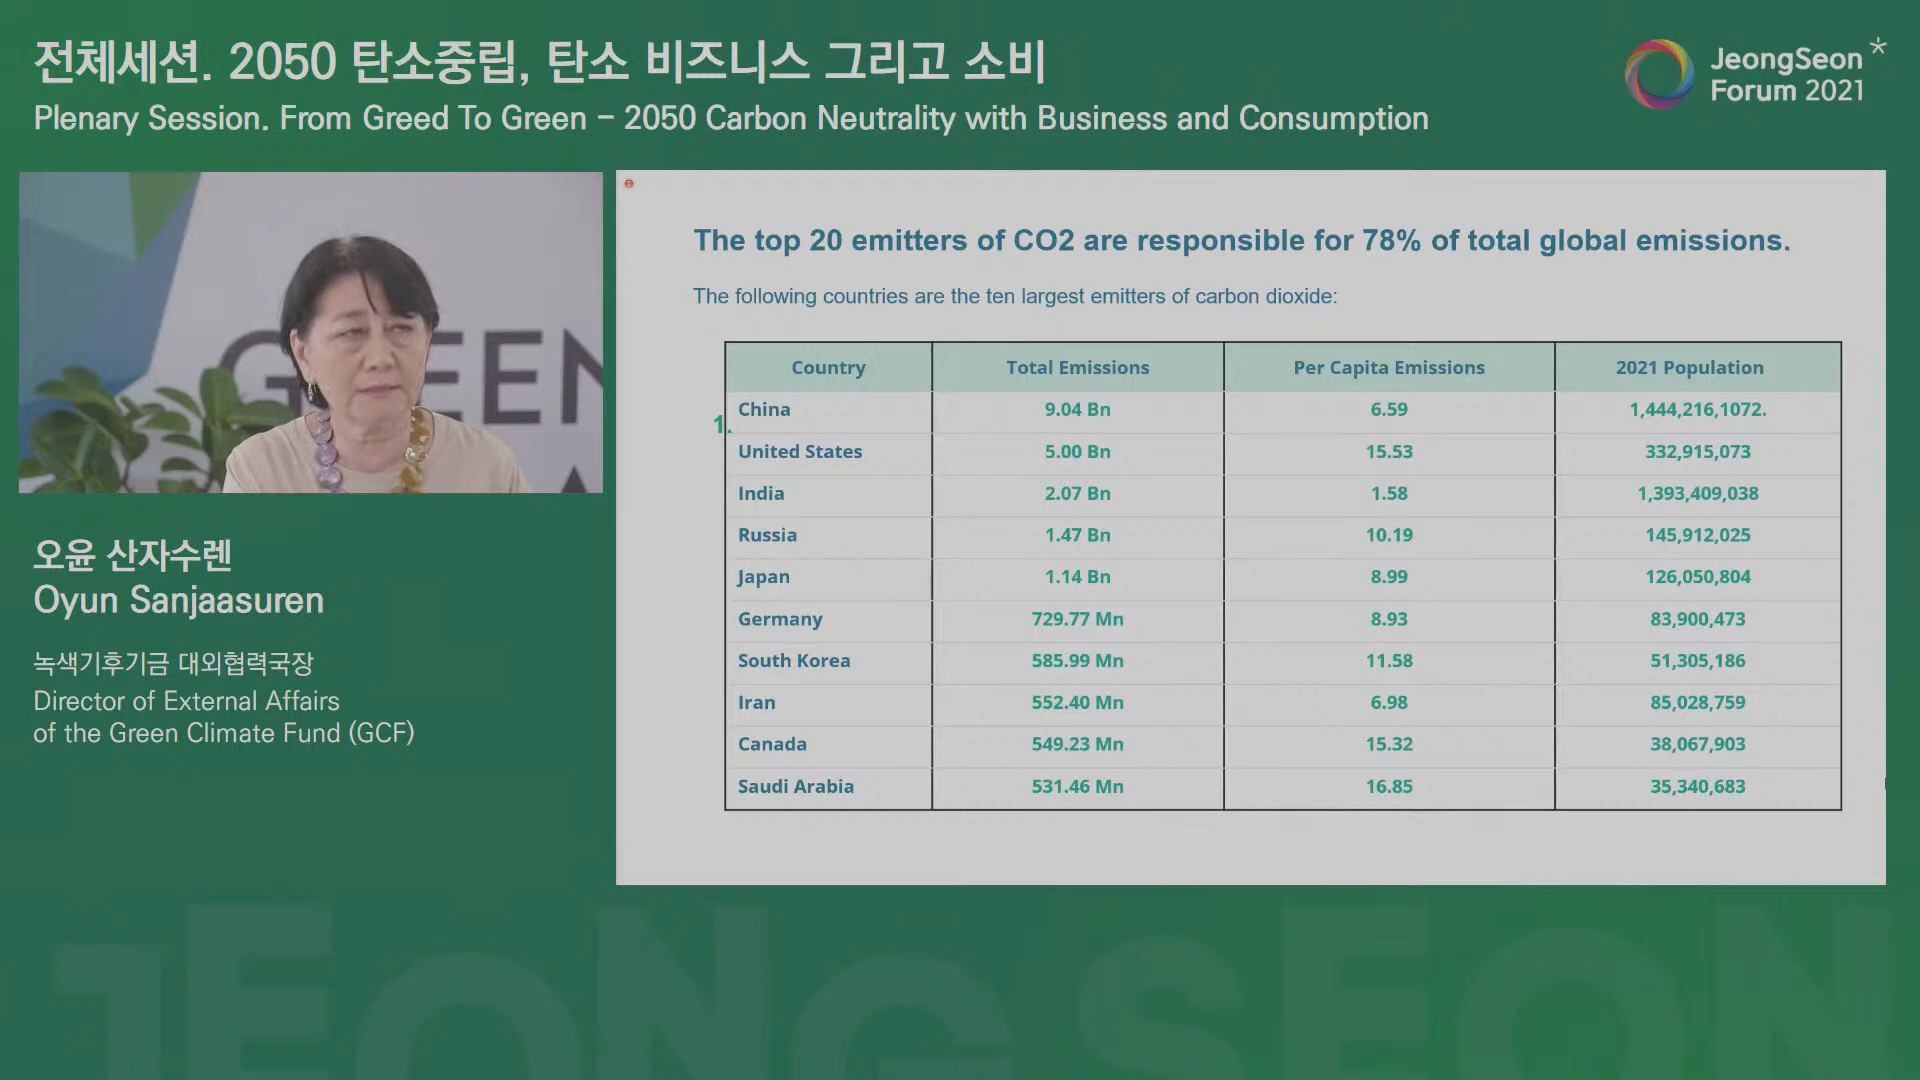 전체세션. 2050 탄소중립, 탄소 비즈니스 그리고 소비
Plenary Session. From Greed To Green – 2050 Carbon Neutrality with Business and Consumption
JeongSeon*
Forum 2021
GREEN
오윤 산자수렌
Oyun Sanjaasuren
녹색기후기금 대외협력국장
Director of External Affairs
of the Green Climate Fund (GCF)
The top 20 emitters of CO2 are responsible for 78% of total global emissions.
The following countries are the ten largest emitters of carbon dioxide:
1.
Country Total Emissions Per Capita Emissions 2021 Population
China 9.04 Bn 6.59 1,444,216,1072.
United States 5.00 Bn 15.53 332,915,073
India 2.07 Bn 1.58 1,393,409,038
Russia 1.47 Bn 10.19 145,912,025
Japan 1.14 Bn 8.99 126,050,804
Germany 729.77 Mn 8.93 83,900,473
South Korea 585.99 Mn 11.58 51,305,186
Iran 552.40 Mn 6.98 85,028,759
Canada 549.23 Mn 15.32 38,067,903
Saudi Arabia 531.46 Mn 16.85 35,340,683
JEONGSEON